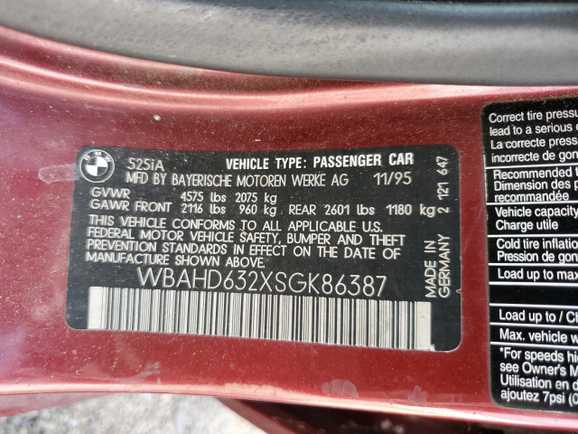 BMW
525iA VEHICLE TYPE: PASSENGER CAR
MFD BY BAYERISCHE MOTOREN WERKE AG 11/95
GVWR 4575 lbs 2075 kg
GAWR FRONT 2116 lbs 960 kg REAR 2601 lbs 1180 kg
THIS VEHICLE CONFORMS TO ALL APPLICABLE U.S.
FEDERAL MOTOR VEHICLE SAFETY, BUMPER AND THEFT
PREVENTION STANDARDS IN EFFECT ON THE DATE OF
MANUFACTURE SHOWN ABOVE.
WBAHD632XSGK86387
MADE IN
GERMANY 2 121 647
Correct tire pressu
lead to a serious
La correcte pressi
incorrecte de gon
Recommended
Dimension des p
recommandée
Vehicle capacity
Charge utile
Cold tire inflation
Load up to max
Load up to / Ch
Max. vehicle w
*For speeds hi
see Owner's M
Utilisation en d
ajoutez 7psi (0